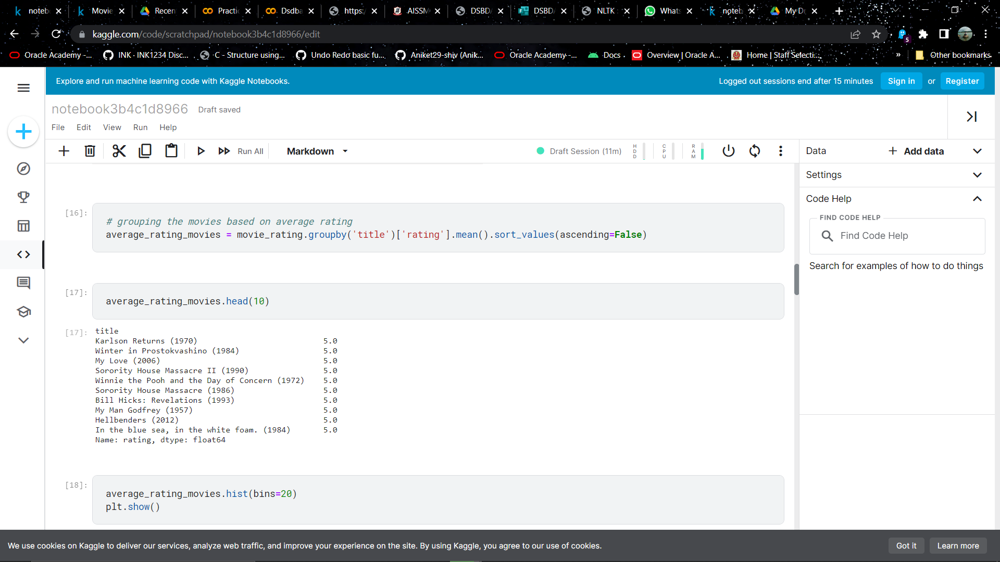 noteb
Movie
Recen
Practic
Dsdba
https:/
AISSM
DSBDA
DSBDA
NLTK
Whats
noteb
My Dr
kaggle.com/code/scratchpad/notebook3b4c1d8966/edit
5
Oracle Academy -...
INK · INK1234 Disc...
C - Structure using...
Undo Redo basic fu...
Aniket29-shiv (Anik...
Oracle Academy -...
Docs
Overview | Oracle A...
Home | Staff Selecti...
»
Other bookmarks
Explore and run machine learning code with Kaggle Notebooks.
Logged out sessions end after 15 minutes
Sign in
or
Register
notebook3b4c1d8966
Draft saved
File Edit View Run Help
Run All
Markdown
Draft Session (11m)
HDD
CPU
RAM
Data
+ Add data
Settings
Code Help
FIND CODE HELP
Find Code Help
Search for examples of how to do things
[16]:
# grouping the movies based on average rating
average_rating_movies = movie_rating.groupby('title')['rating'].mean().sort_values(ascending=False)
[17]:
average_rating_movies.head(10)
[17]:
title
Karlson Returns (1970) 5.0
Winter in Prostokvashino (1984) 5.0
My Love (2006) 5.0
Sorority House Massacre II (1990) 5.0
Winnie the Pooh and the Day of Concern (1972) 5.0
Sorority House Massacre (1986) 5.0
Bill Hicks: Revelations (1993) 5.0
My Man Godfrey (1957) 5.0
Hellbenders (2012) 5.0
In the blue sea, in the white foam. (1984) 5.0
Name: rating, dtype: float64
[18]:
average_rating_movies.hist(bins=20)
plt.show()
We use cookies on Kaggle to deliver our services, analyze web traffic, and improve your experience on the site. By using Kaggle, you agree to our use of cookies.
Got it
Learn more